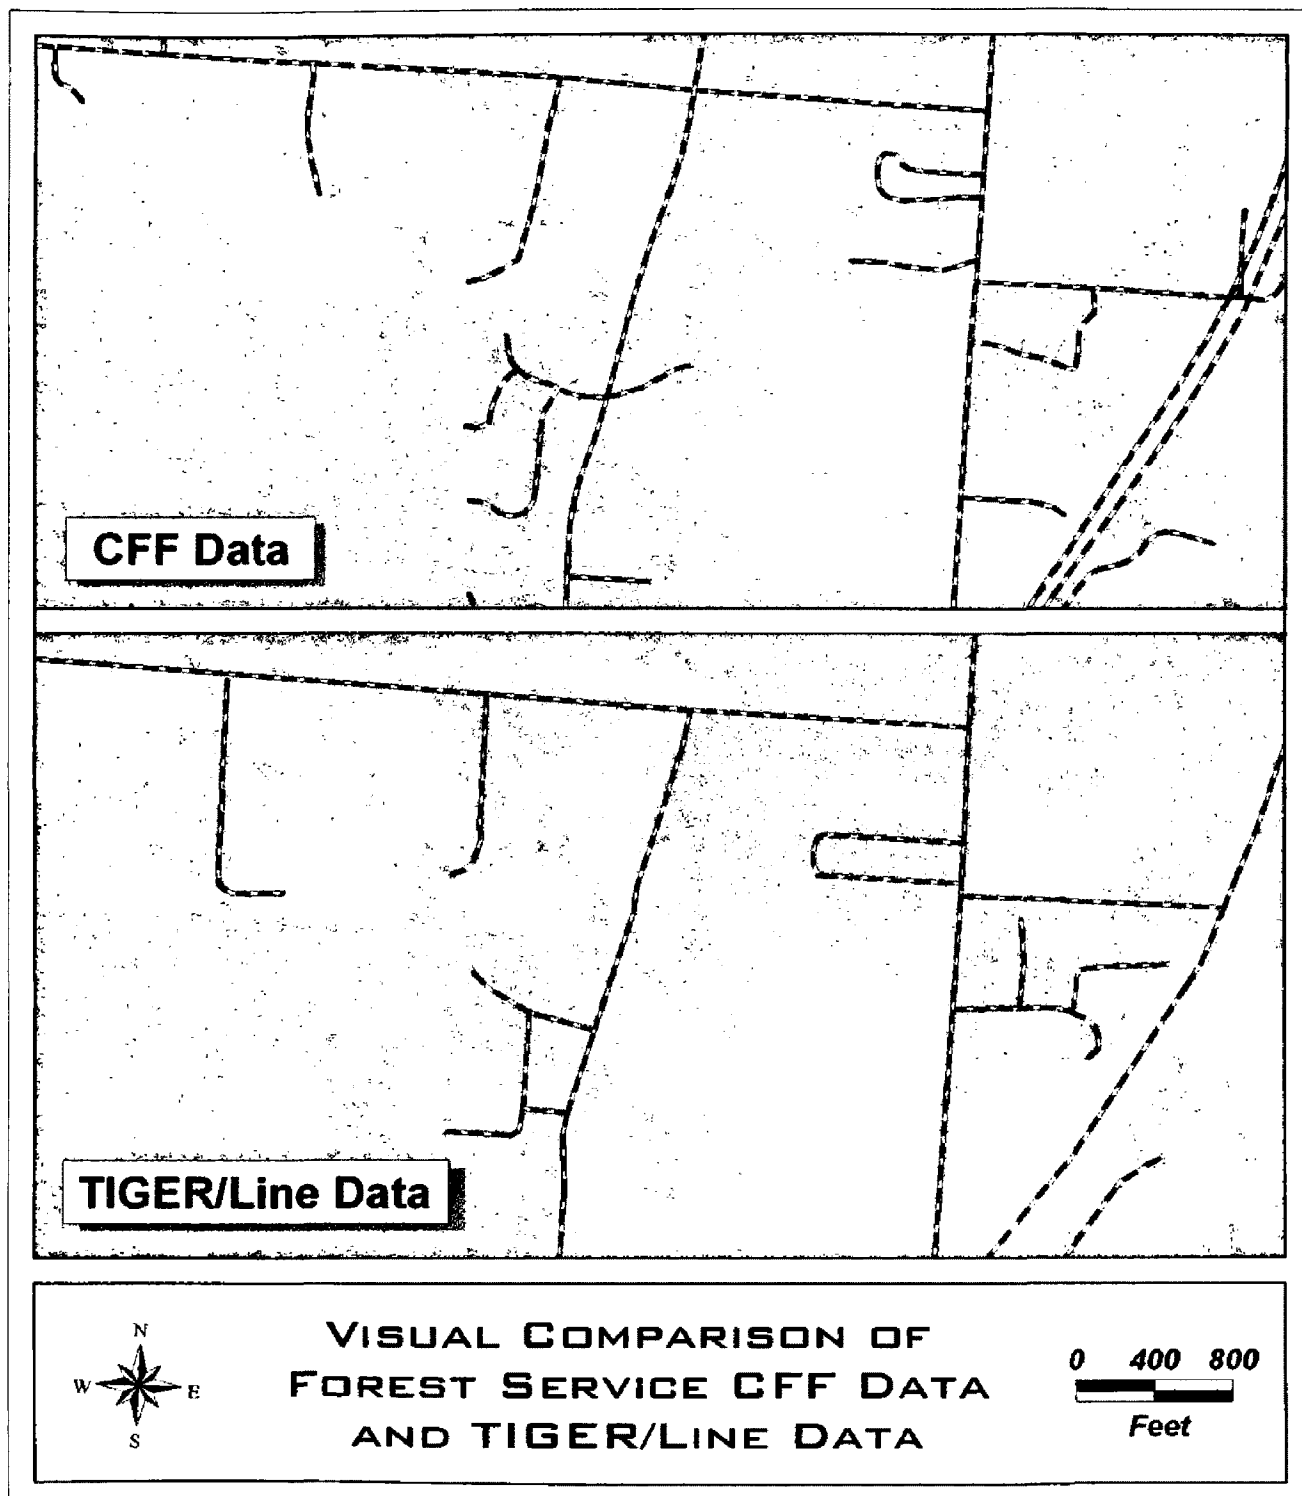 CFF Data
TIGER/Line Data
N
W E
S
VISUAL COMPARISON OF
FOREST SERVICE CFF DATA
AND TIGER/LINE DATA
0 400 800
Feet